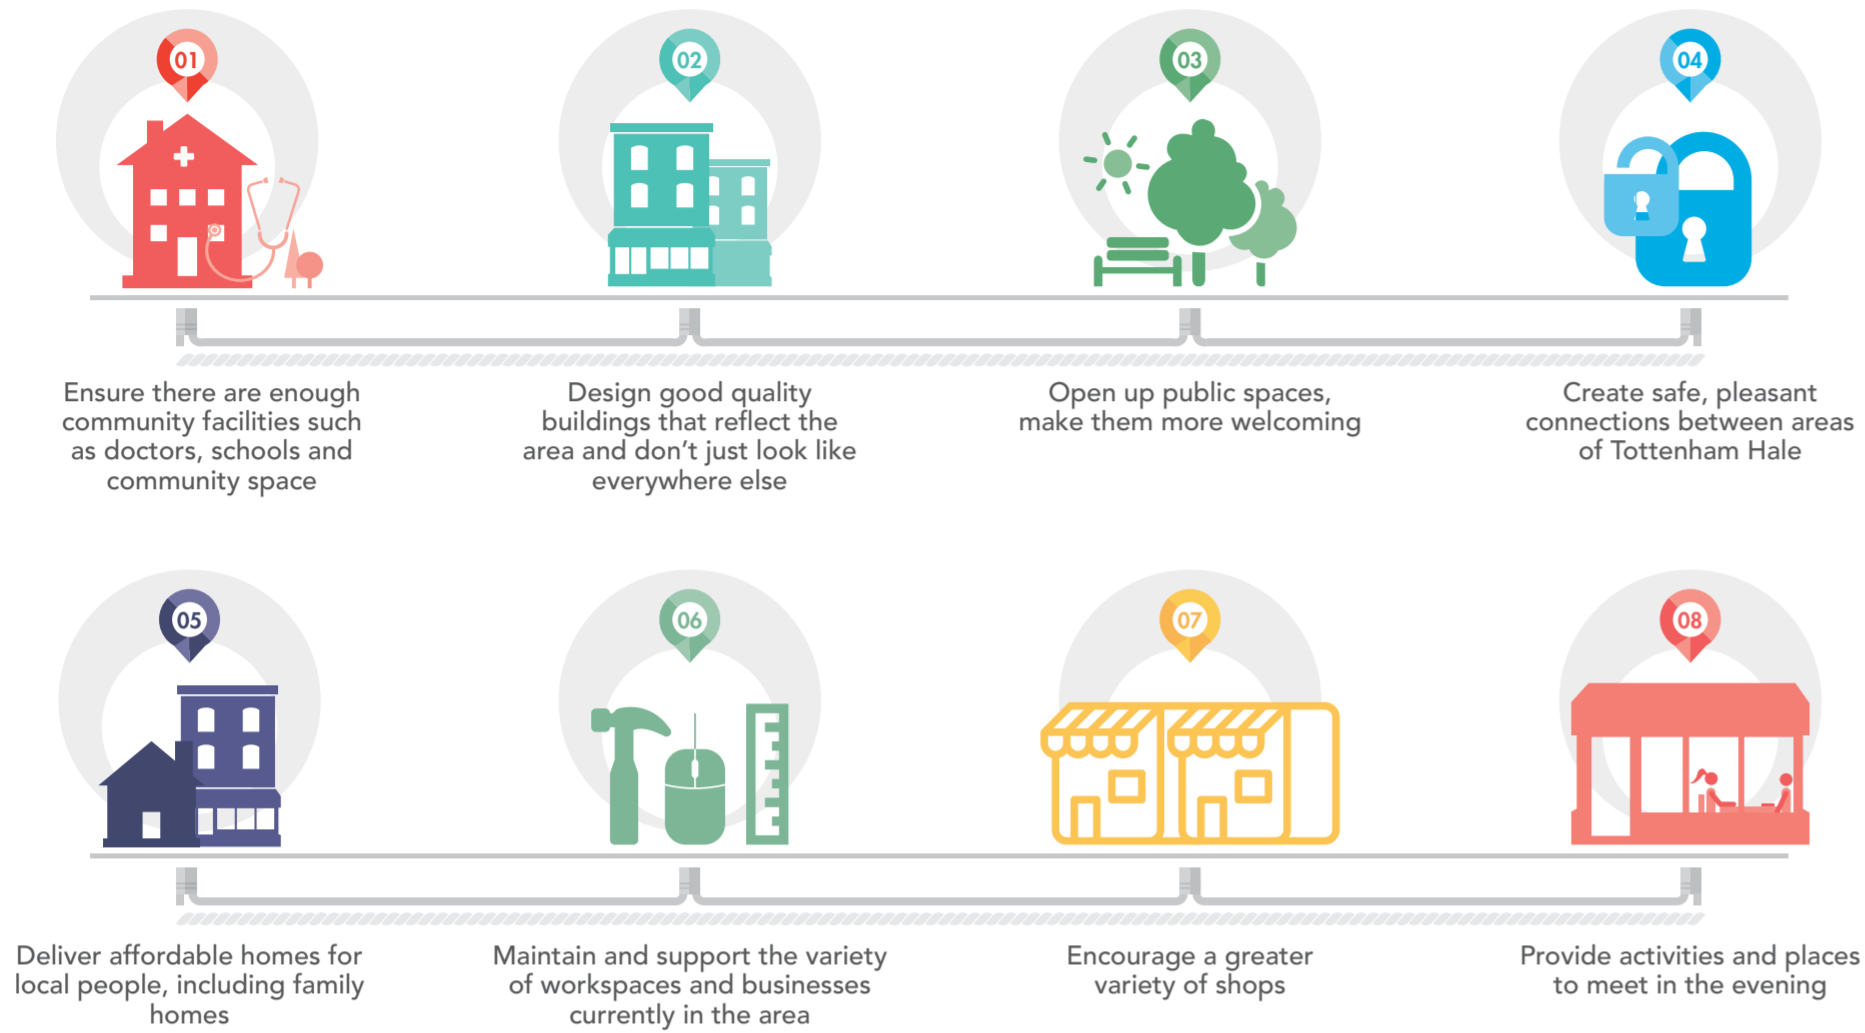 01
02
03
04
Ensure there are enough
community facilities such
as doctors, schools and
community space
Design good quality
buildings that reflect the
area and don't just look like
everywhere else
Open up public spaces,
make them more welcoming
Create safe, pleasant
connections between areas
of Tottenham Hale
05
06
07
08
Deliver affordable homes for
local people, including family
homes
Maintain and support the variety
of workspaces and businesses
currently in the area
Encourage a greater
variety of shops
Provide activities and places
to meet in the evening